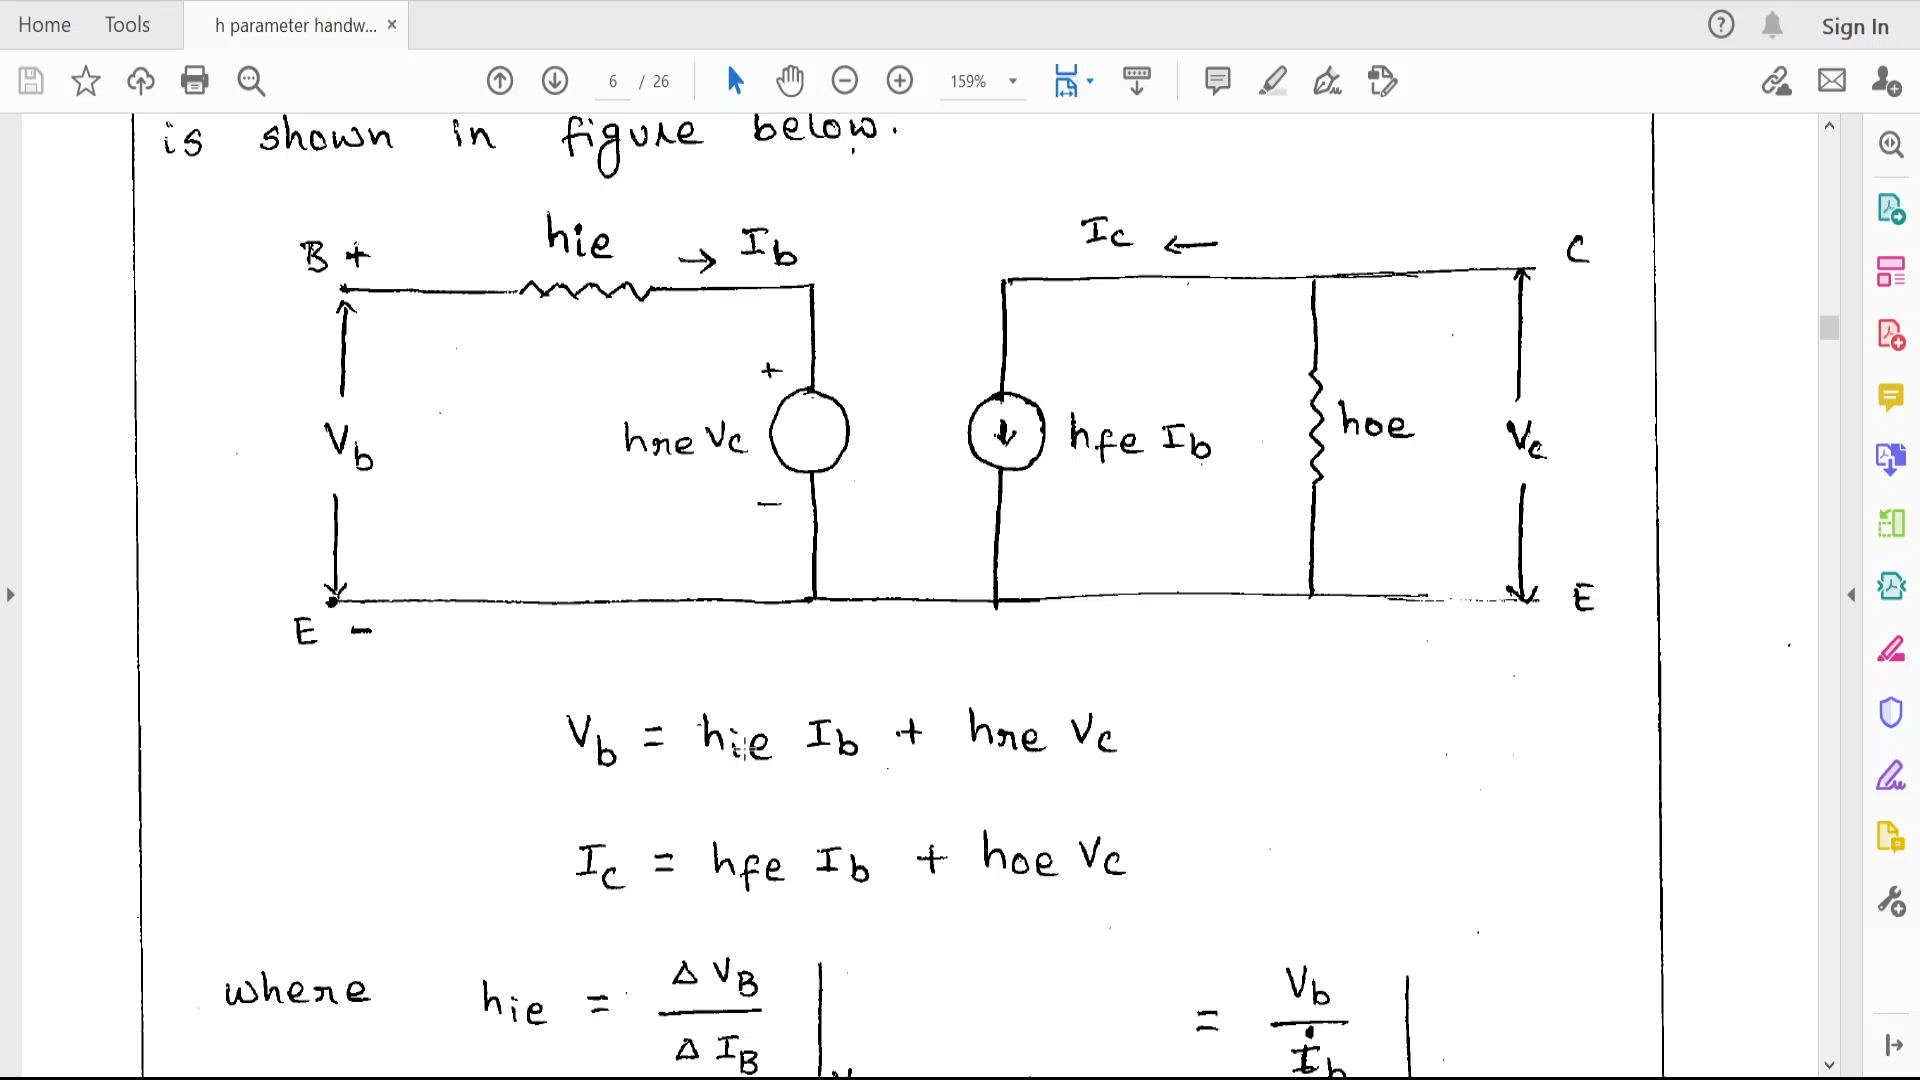 Home Tools h parameter handw... × Sign In
6 / 26 159%
is shown in figure below.
B + hie → Ib Ic ← C
+
Vb hre Vc ↓ hfe Ib hoe Vc
−
E − E
Vb = hie Ib + hre Vc
Ic = hfe Ib + hoe Vc
where hie = Δ VB / Δ IB | = Vb / Ib |